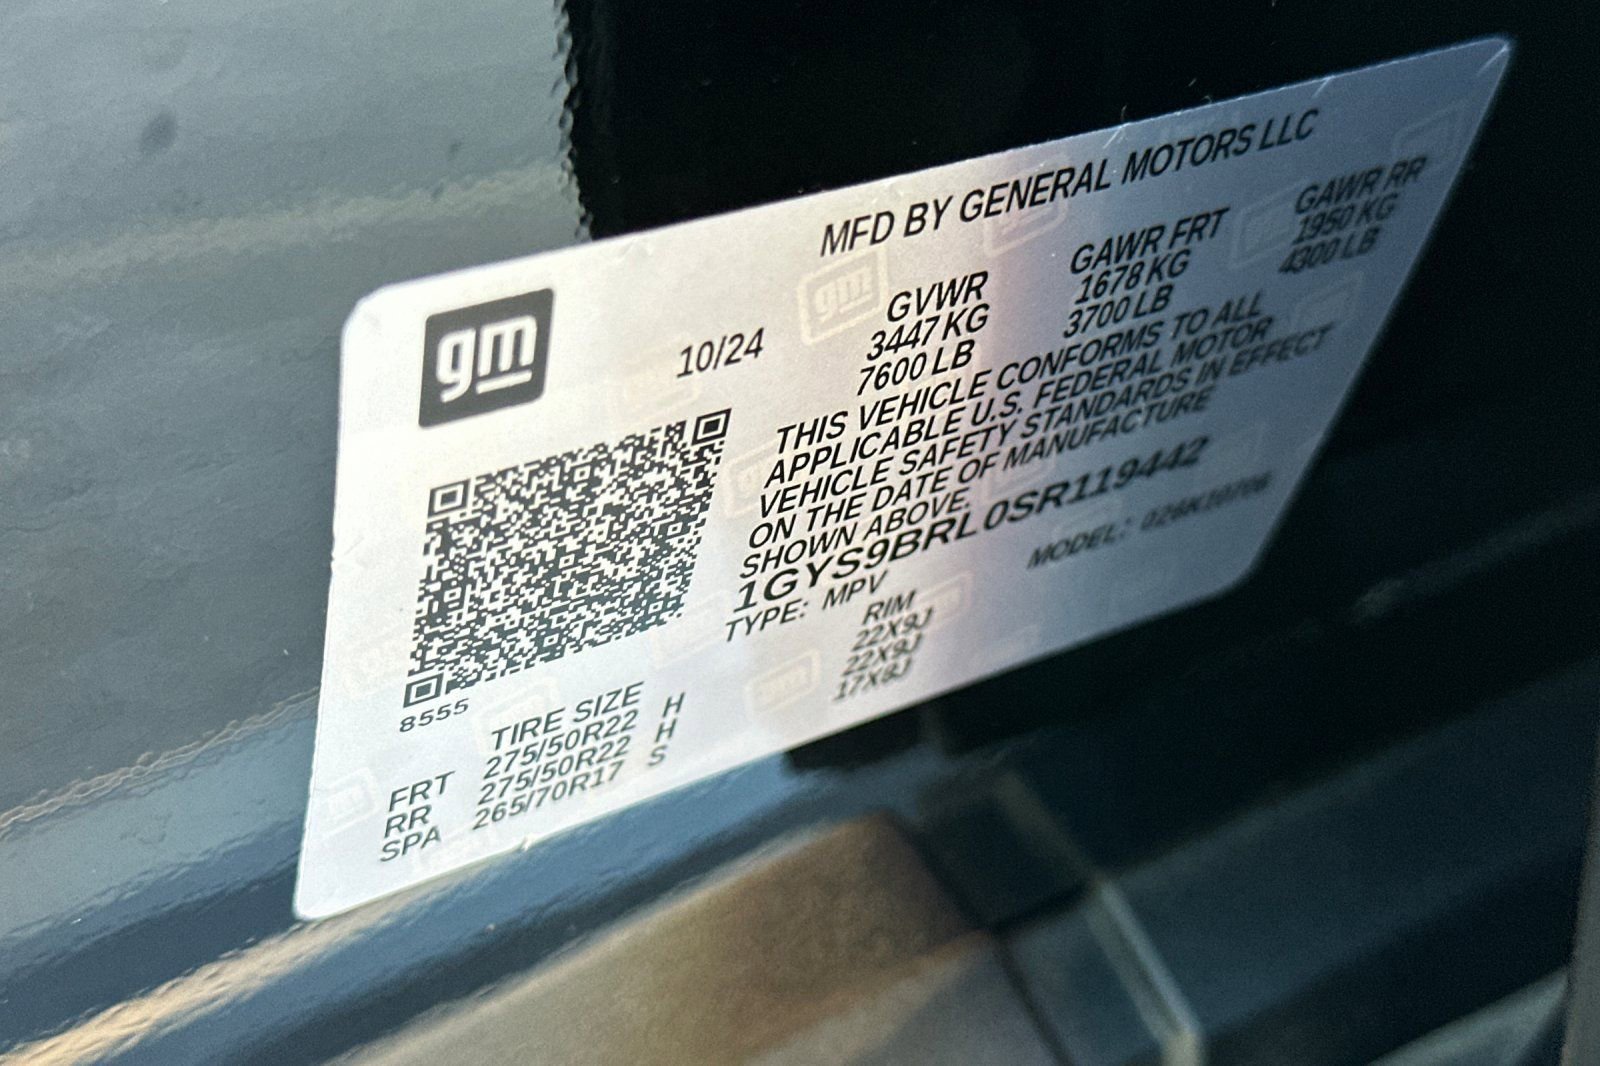 MFD BY GENERAL MOTORS LLC
gm
10/24
GVWR GAWR FRT GAWR RR
3447 KG 1678 KG 1950 KG
7600 LB 3700 LB 4300 LB
THIS VEHICLE CONFORMS TO ALL
APPLICABLE U.S. FEDERAL MOTOR
VEHICLE SAFETY STANDARDS IN EFFECT
ON THE DATE OF MANUFACTURE
SHOWN ABOVE.
1GYS9BRL0SR119442
TYPE: MPV MODEL:
8555
TIRE SIZE RIM
FRT 275/50R22 H 22X9J
RR 275/50R22 H 22X9J
SPA 265/70R17 S